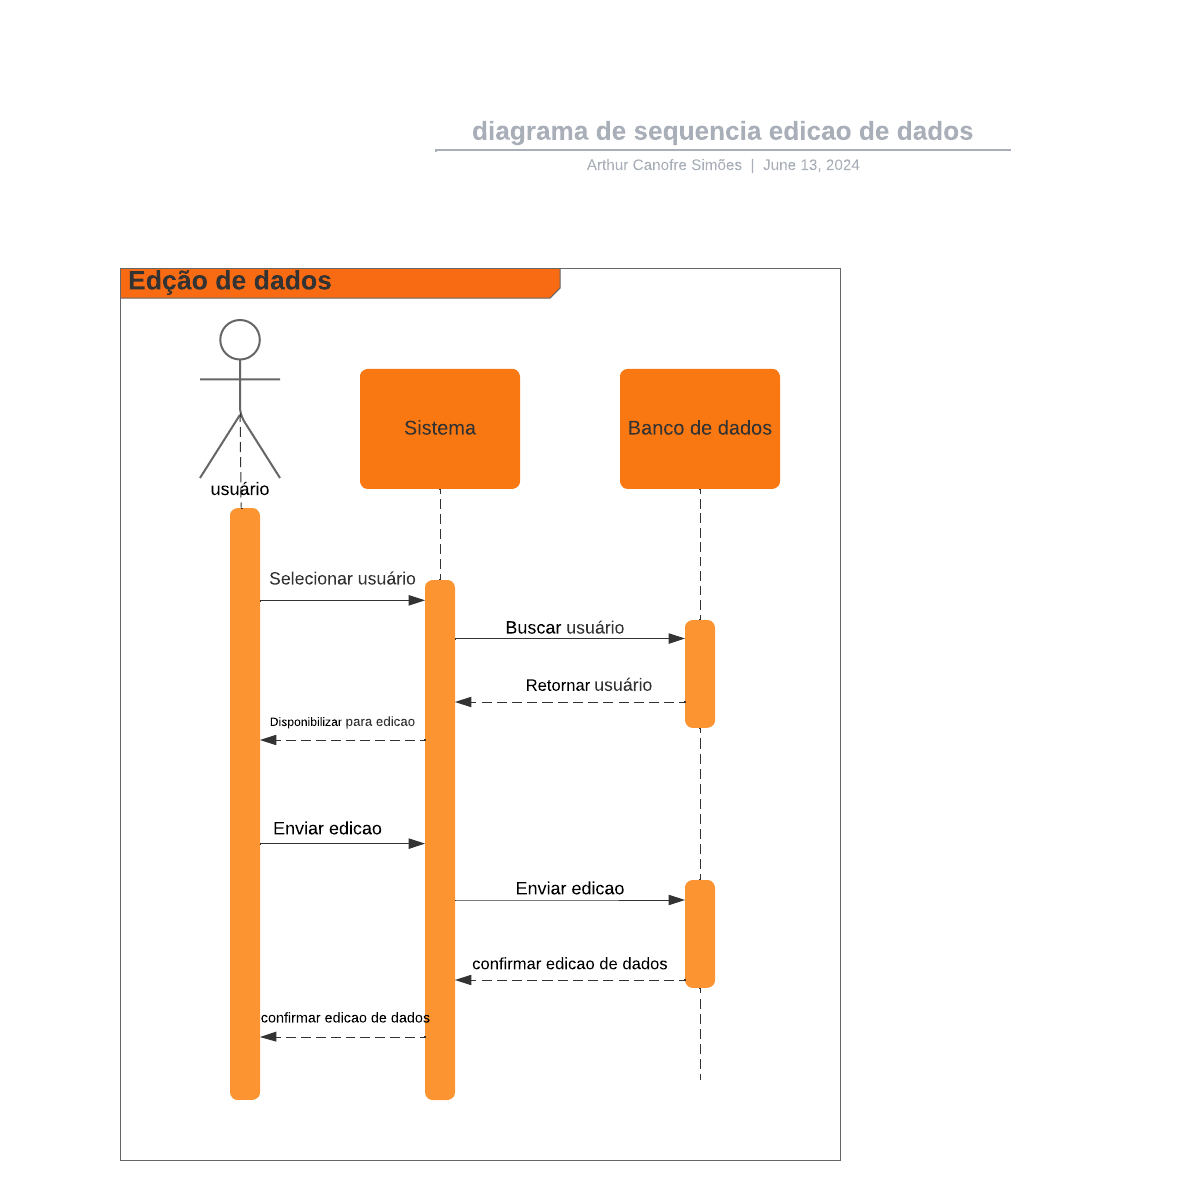 diagrama de sequencia edicao de dados
Arthur Canofre Simões | June 13, 2024
Edção de dados
Sistema
Banco de dados
usuário
Selecionar usuário
Buscar usuário
Retornar usuário
Disponibilizar para edicao
Enviar edicao
Enviar edicao
confirmar edicao de dados
confirmar edicao de dados